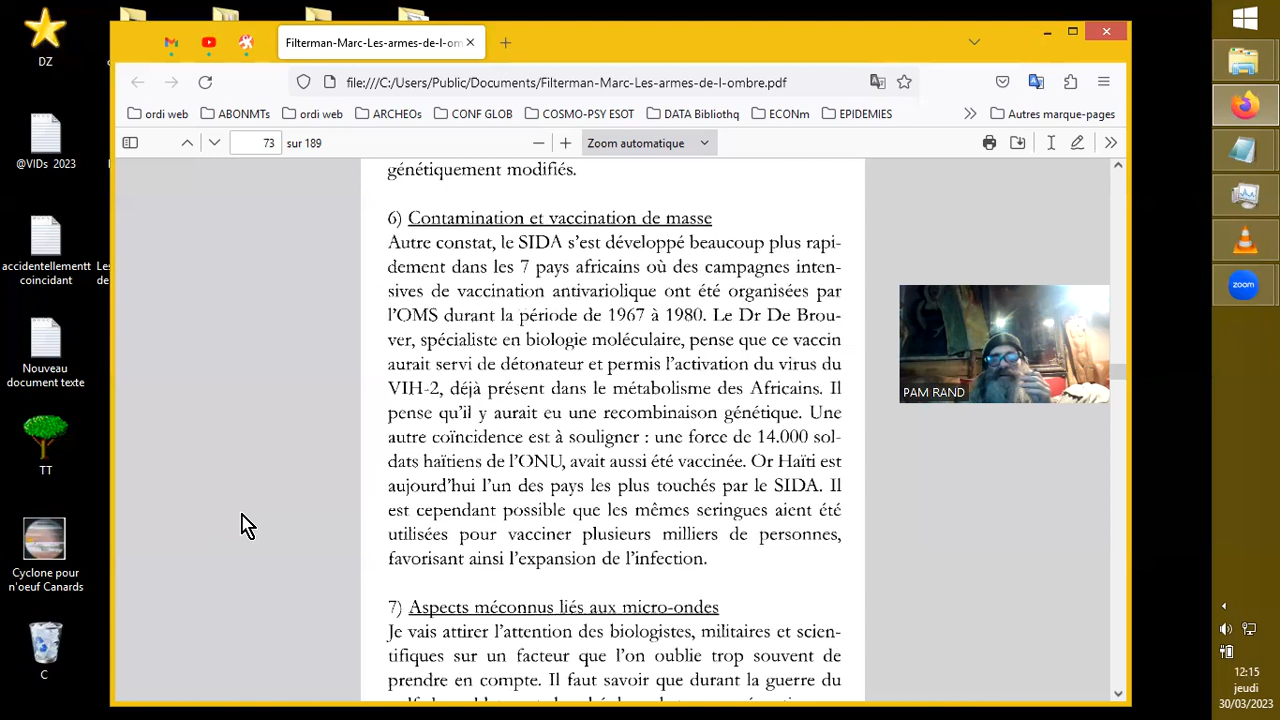 DZ
@VIDs 2023
accidentellementt
coincidant
Nouveau
document texte
TT
Cyclone pour
n'oeuf Canards
C
Filterman-Marc-Les-armes-de-l-om
file:///C:/Users/Public/Documents/Filterman-Marc-Les-armes-de-l-ombre.pdf
ordi web
ABONMTs
ordi web
ARCHEOs
CONF GLOB
COSMO-PSY ESOT
DATA Bibliothq
ECONm
EPIDEMIES
Autres marque-pages
73 sur 189
Zoom automatique
génétiquement modifiés.
6) Contamination et vaccination de masse
Autre constat, le SIDA s'est développé beaucoup plus rapi-
dement dans les 7 pays africains où des campagnes inten-
sives de vaccination antivariolique ont été organisées par
l'OMS durant la période de 1967 à 1980. Le Dr De Brou-
ver, spécialiste en biologie moléculaire, pense que ce vaccin
aurait servi de détonateur et permis l'activation du virus du
VIH-2, déjà présent dans le métabolisme des Africains. Il
pense qu'il y aurait eu une recombinaison génétique. Une
autre coïncidence est à souligner : une force de 14.000 sol-
dats haïtiens de l'ONU, avait aussi été vaccinée. Or Haïti est
aujourd'hui l'un des pays les plus touchés par le SIDA. Il
est cependant possible que les mêmes seringues aient été
utilisées pour vacciner plusieurs milliers de personnes,
favorisant ainsi l'expansion de l'infection.
7) Aspects méconnus liés aux micro-ondes
Je vais attirer l'attention des biologistes, militaires et scien-
tifiques sur un facteur que l'on oublie trop souvent de
prendre en compte. Il faut savoir que durant la guerre du
PAM RAND
zoom
12:15
jeudi
30/03/2023